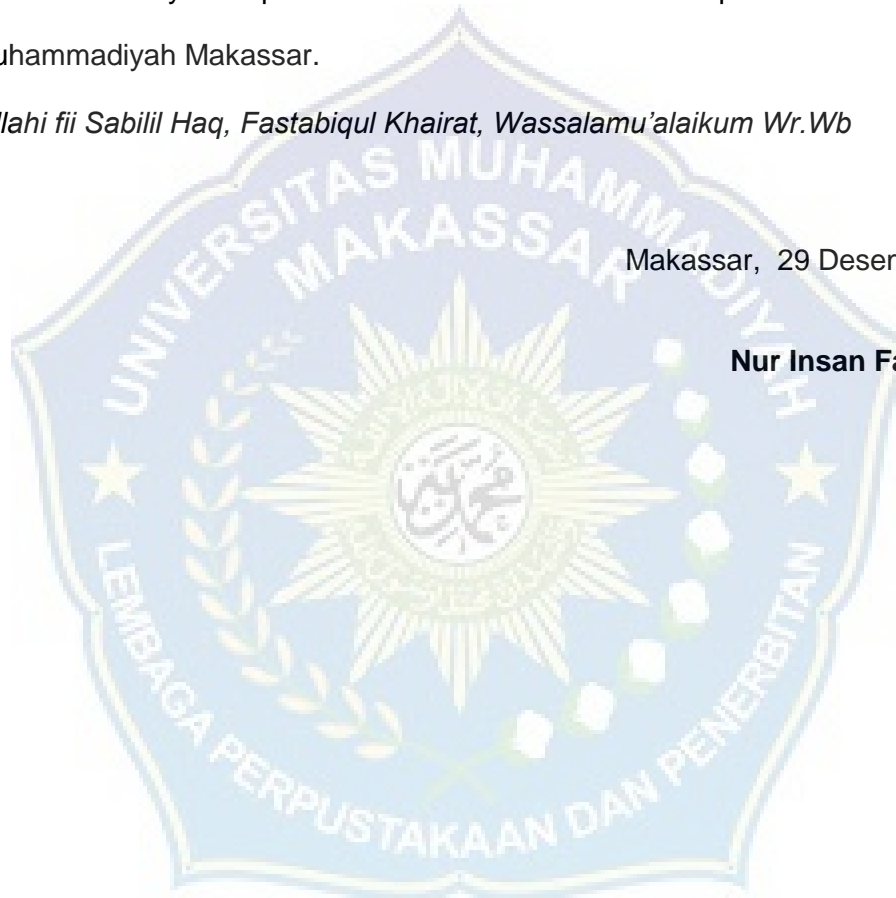 uhammadiyah Makassar.
llahi fii Sabilil Haq, Fastabiqul Khairat, Wassalamu’alaikum Wr.Wb
Makassar, 29 Deser
Nur Insan Fa
UNIVERSITAS MUHAMMADIYAH
MAKASSAR
LEMBAGA PERPUSTAKAAN DAN PENERBITAN